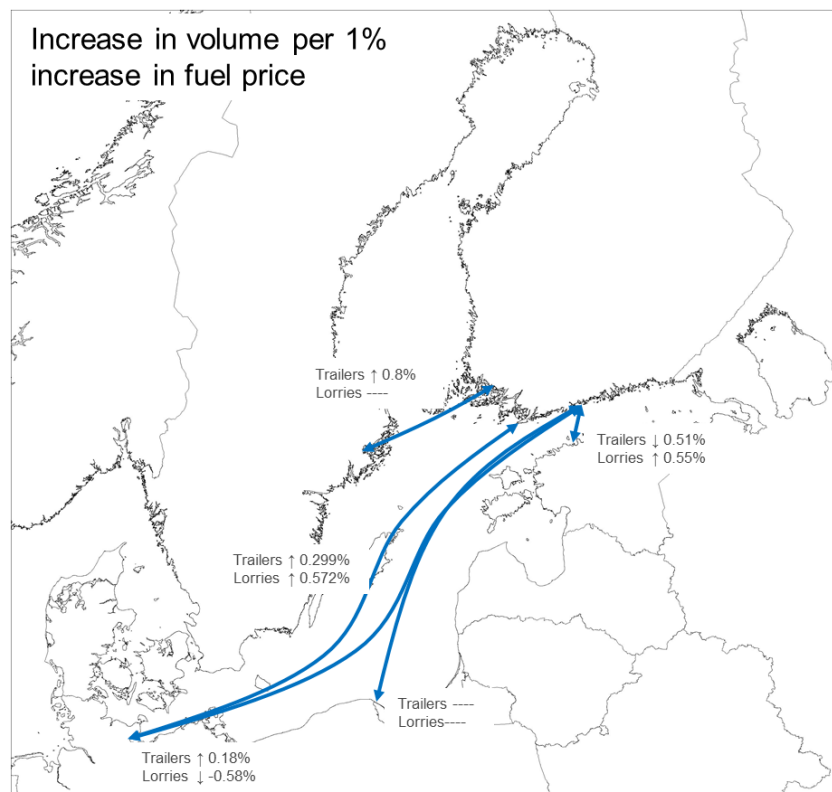 Increase in volume per 1%
increase in fuel price
Trailers ↑ 0.8%
Lorries ----
Trailers ↓ 0.51%
Lorries ↑ 0.55%
Trailers ↑ 0.299%
Lorries ↑ 0.572%
Trailers ----
Lorries----
Trailers ↑ 0.18%
Lorries ↓ -0.58%